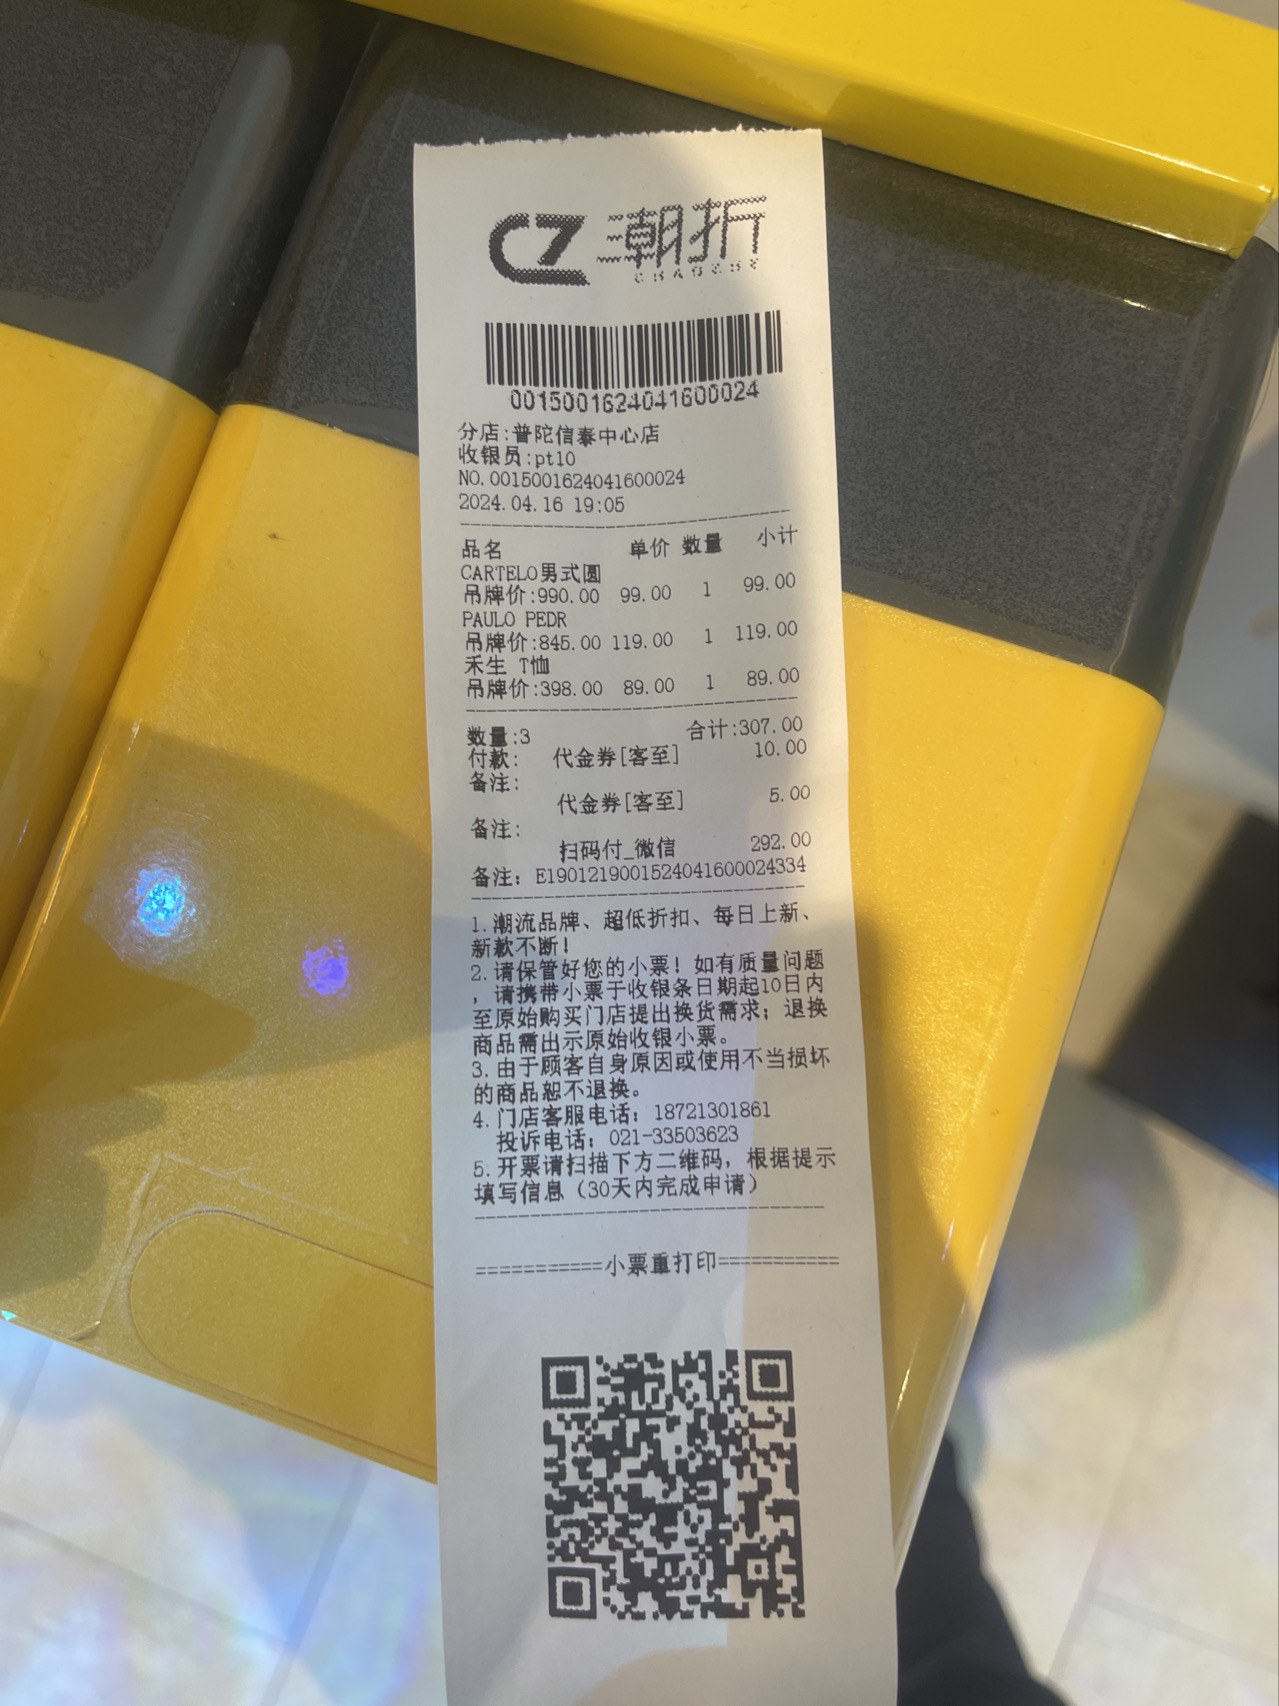 CZ 潮折
CHAOZHE
0015001624041600024
分店:普陀信泰中心店
收银员:pt10
NO.0015001624041600024
2024.04.16 19:05
品名 单价 数量 小计
CARTELO男式圆
吊牌价:990.00 99.00 1 99.00
PAULO PEDR
吊牌价:845.00 119.00 1 119.00
禾生 T恤
吊牌价:398.00 89.00 1 89.00
数量:3 合计:307.00
付款: 代金券[客至] 10.00
备注:
代金券[客至] 5.00
备注:
扫码付_微信 292.00
备注: E1901219001524041600024334
1.潮流品牌、超低折扣、每日上新、
新款不断!
2.请保管好您的小票!如有质量问题
,请携带小票于收银条日期起10日内
至原始购买门店提出换货需求;退换
商品需出示原始收银小票。
3.由于顾客自身原因或使用不当损坏
的商品恕不退换。
4.门店客服电话: 18721301861
投诉电话: 021-33503623
5.开票请扫描下方二维码,根据提示
填写信息(30天内完成申请)
===========小票重打印===========